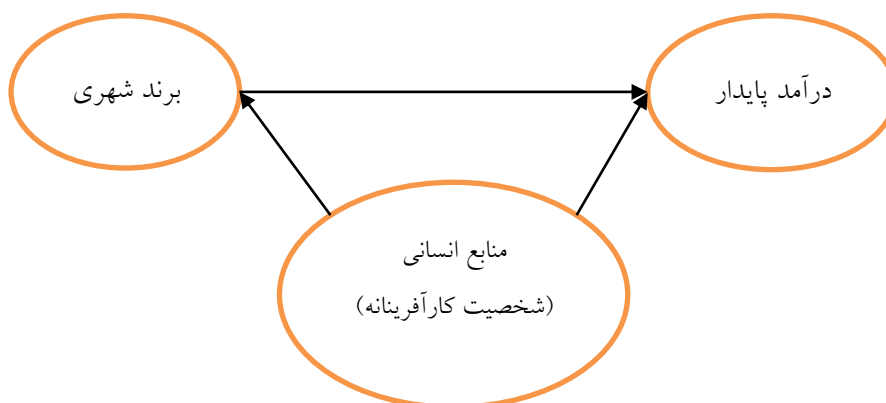 درآمد پایدار
برند شهری
منابع انسانی
(شخصیت کارآفرینانه)